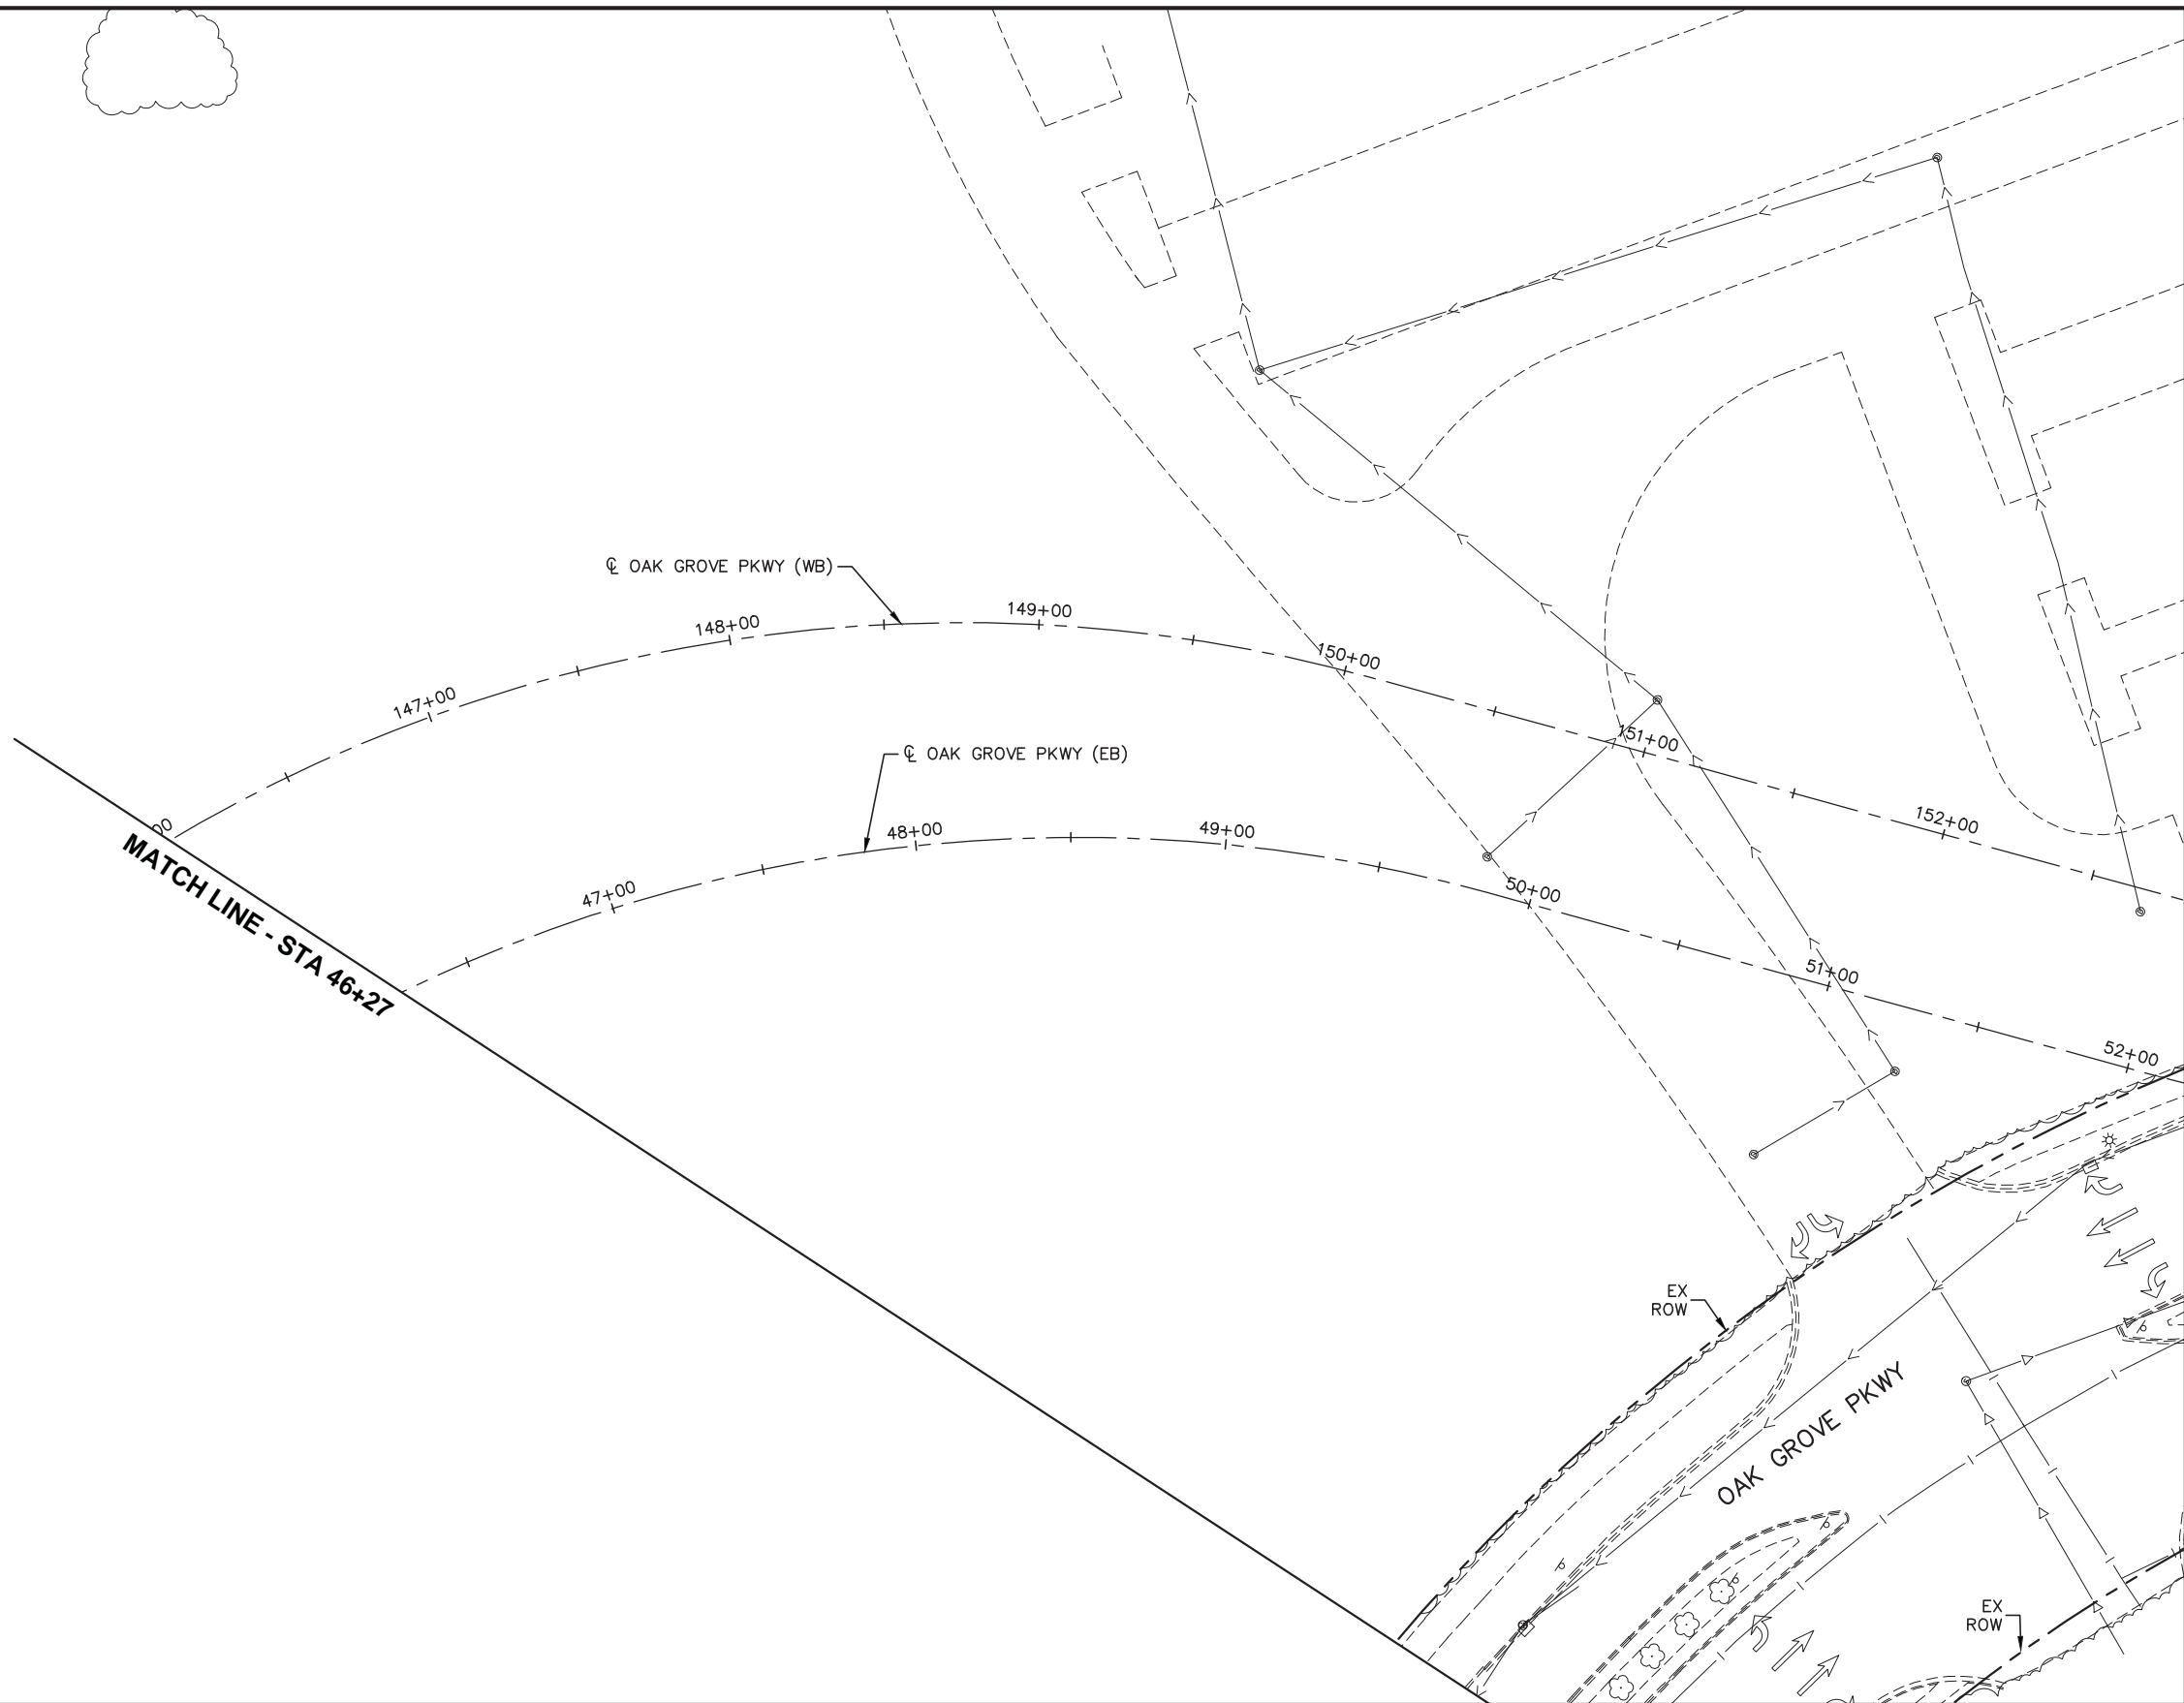 ℄ OAK GROVE PKWY (WB)
147+00
148+00
149+00
150+00
151+00
152+00
℄ OAK GROVE PKWY (EB)
00
47+00
48+00
49+00
50+00
51+00
52+00
MATCH LINE - STA 46+27
EX
ROW
OAK GROVE PKWY
EX
ROW